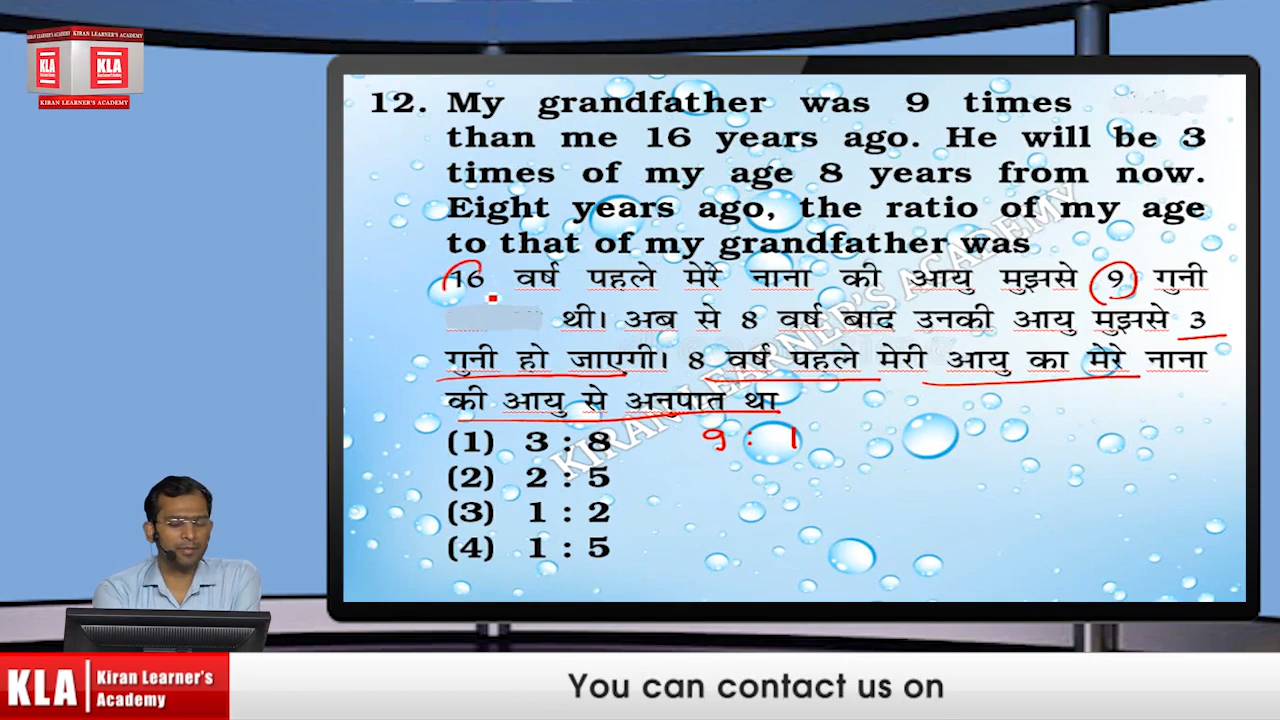 KIRAN LEARNER'S ACADEMY KIRAN LEARNER'S ACADEMY
KLA KLA
KIRAN LEARNER'S ACADEMY
12. My grandfather was 9 times
than me 16 years ago. He will be 3
times of my age 8 years from now.
Eight years ago, the ratio of my age
to that of my grandfather was
16 वर्ष पहले मेरे नाना की आयु मुझसे 9 गुनी
थी। अब से 8 वर्ष बाद उनकी आयु मुझसे 3
गुनी हो जाएगी। 8 वर्ष पहले मेरी आयु का मेरे नाना
की आयु से अनुपात था
9 : 1
(1) 3 : 8
(2) 2 : 5
(3) 1 : 2
(4) 1 : 5
KIRAN LEARNER'S ACADEMY
KLA Kiran Learner's
Academy
You can contact us on